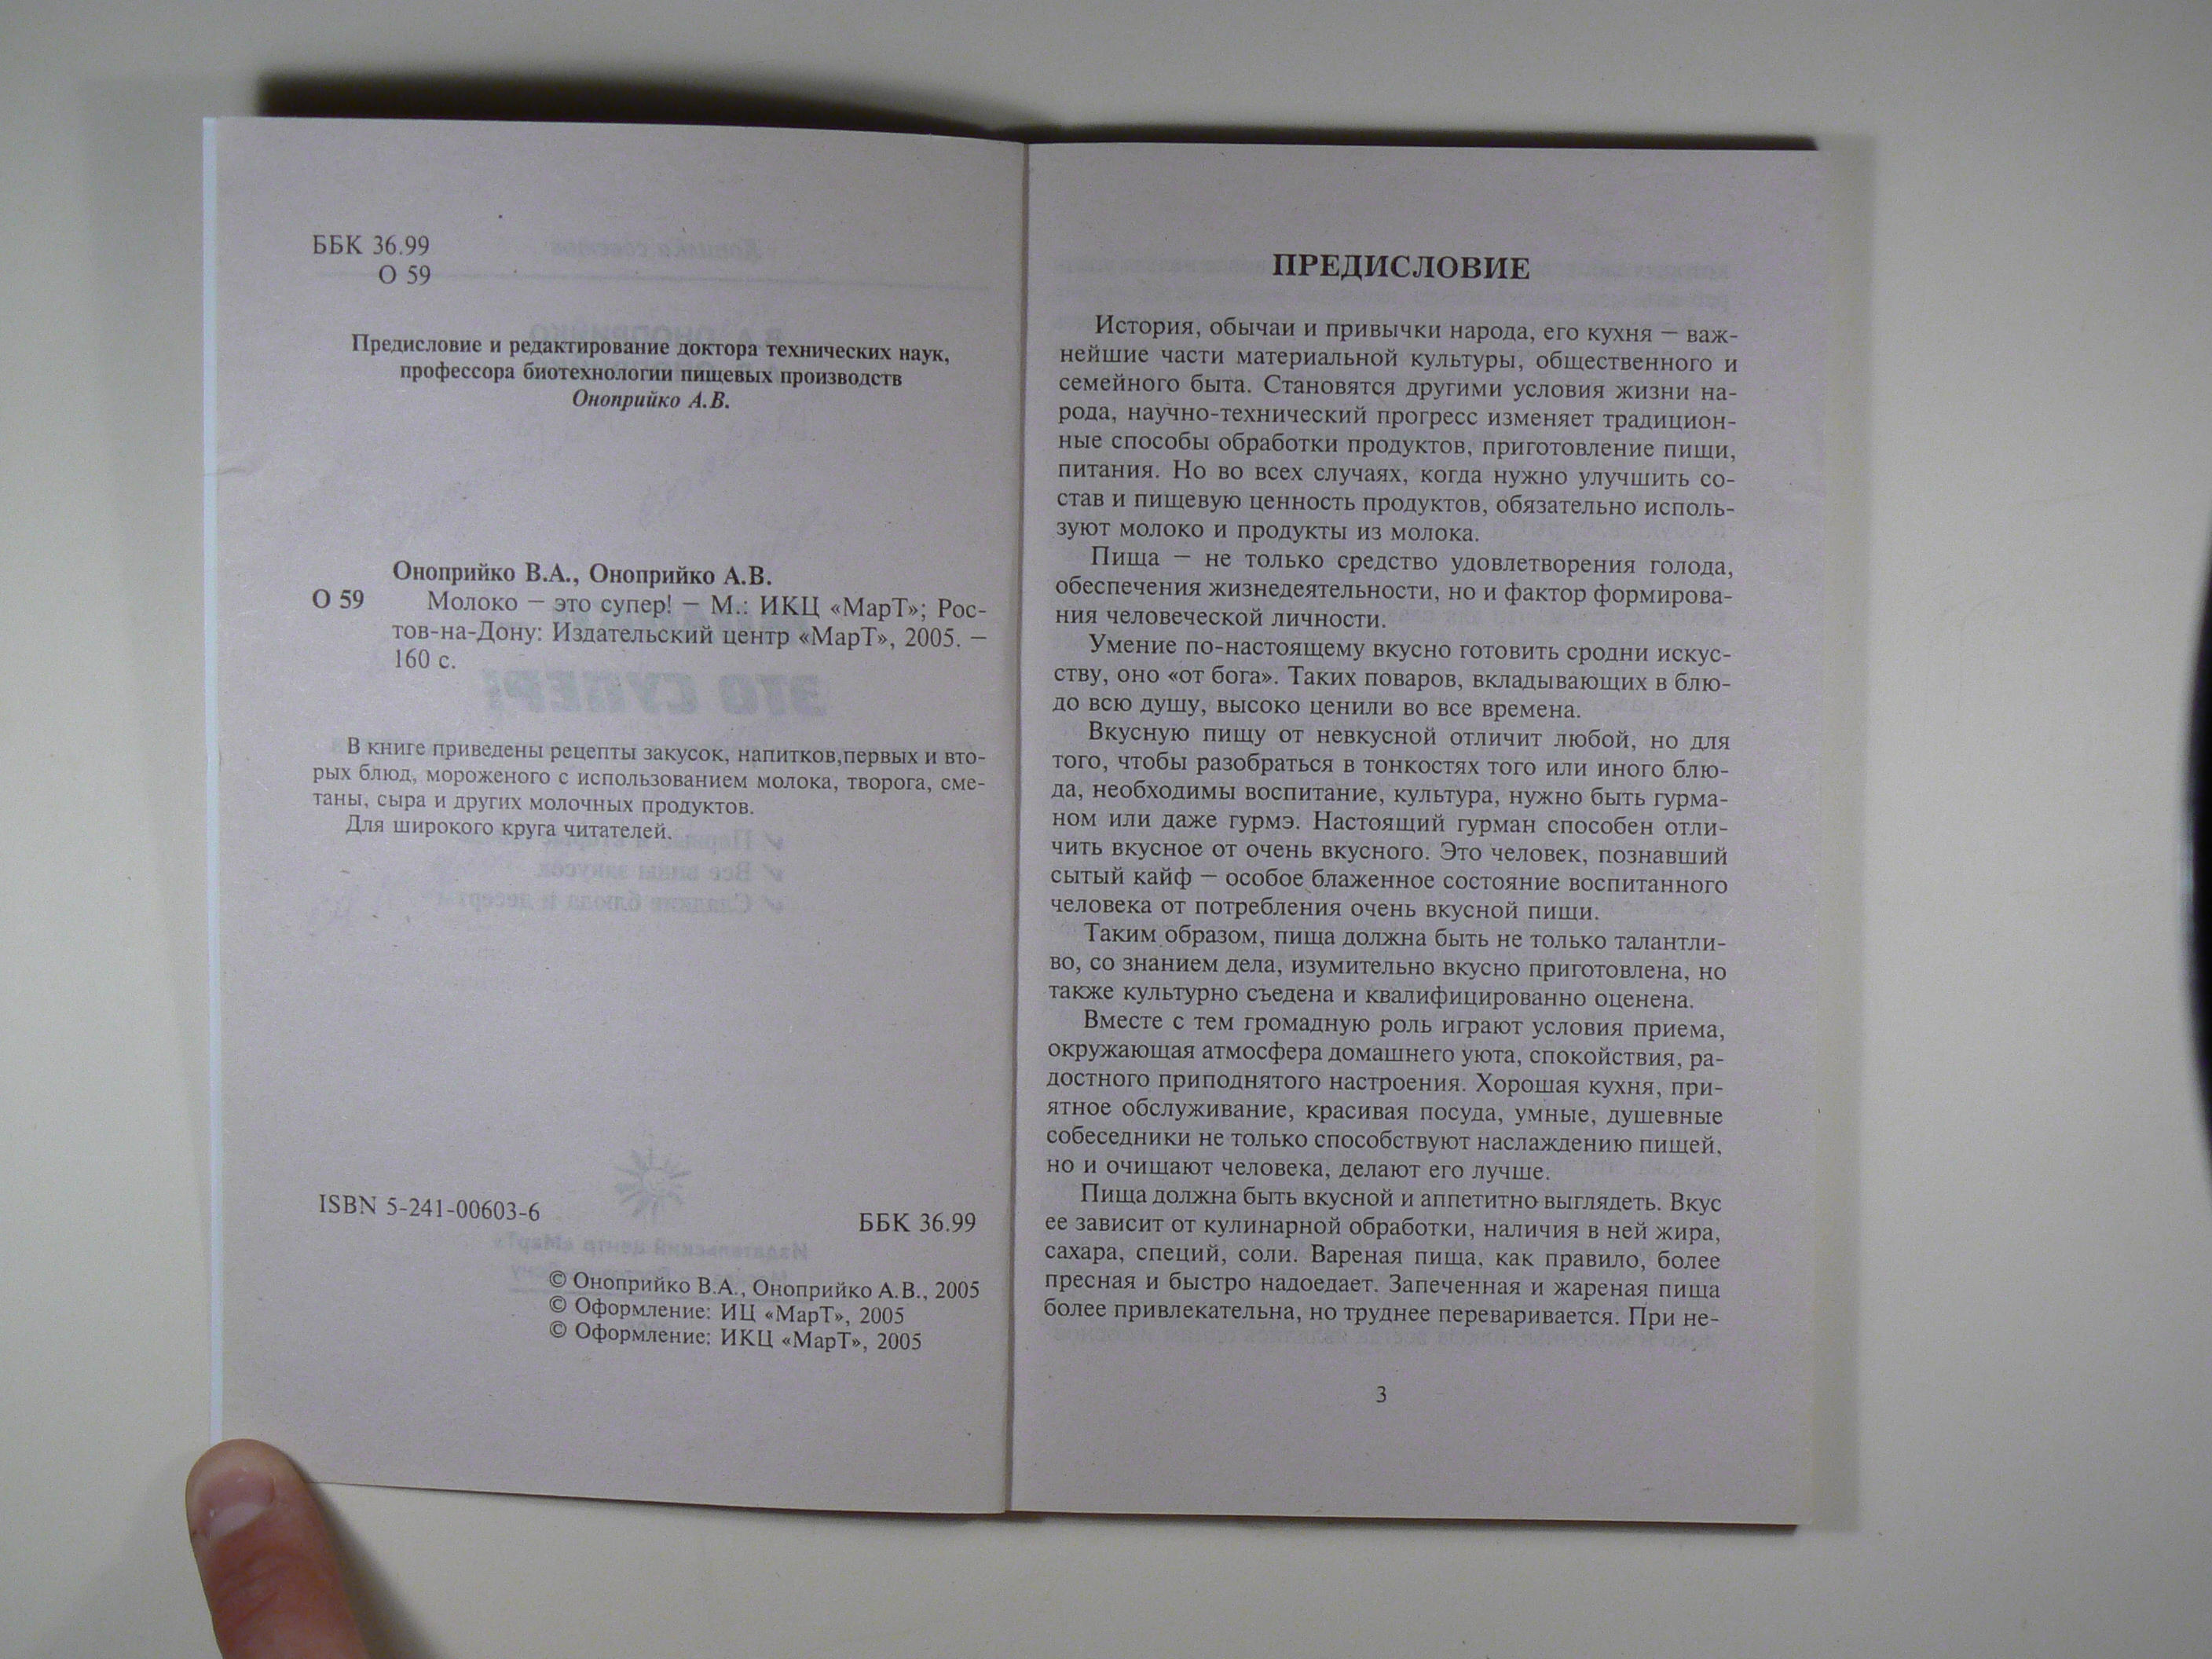 ББК 36.99
О 59
Предисловие и редактирование доктора технических наук,
профессора биотехнологии пищевых производств
Оноприйко А.В.
Оноприйко В.А., Оноприйко А.В.
О 59 Молоко – это супер! – М.: ИКЦ «МарТ»; Рос-
тов-на-Дону: Издательский центр «МарТ», 2005. –
160 с.
В книге приведены рецепты закусок, напитков,первых и вто-
рых блюд, мороженого с использованием молока, творога, сме-
таны, сыра и других молочных продуктов.
Для широкого круга читателей.
ISBN 5-241-00603-6
ББК 36.99
© Оноприйко В.А., Оноприйко А.В., 2005
© Оформление: ИЦ «МарТ», 2005
© Оформление: ИКЦ «МарТ», 2005
ПРЕДИСЛОВИЕ
История, обычаи и привычки народа, его кухня – важ-
нейшие части материальной культуры, общественного и
семейного быта. Становятся другими условия жизни на-
рода, научно-технический прогресс изменяет традицион-
ные способы обработки продуктов, приготовление пищи,
питания. Но во всех случаях, когда нужно улучшить со-
став и пищевую ценность продуктов, обязательно исполь-
зуют молоко и продукты из молока.
Пища – не только средство удовлетворения голода,
обеспечения жизнедеятельности, но и фактор формирова-
ния человеческой личности.
Умение по-настоящему вкусно готовить сродни искус-
ству, оно «от бога». Таких поваров, вкладывающих в блю-
до всю душу, высоко ценили во все времена.
Вкусную пищу от невкусной отличит любой, но для
того, чтобы разобраться в тонкостях того или иного блю-
да, необходимы воспитание, культура, нужно быть гурма-
ном или даже гурмэ. Настоящий гурман способен отли-
чить вкусное от очень вкусного. Это человек, познавший
сытый кайф – особое блаженное состояние воспитанного
человека от потребления очень вкусной пищи.
Таким образом, пища должна быть не только талантли-
во, со знанием дела, изумительно вкусно приготовлена, но
также культурно съедена и квалифицированно оценена.
Вместе с тем громадную роль играют условия приема,
окружающая атмосфера домашнего уюта, спокойствия, ра-
достного приподнятого настроения. Хорошая кухня, при-
ятное обслуживание, красивая посуда, умные, душевные
собеседники не только способствуют наслаждению пищей,
но и очищают человека, делают его лучше.
Пища должна быть вкусной и аппетитно выглядеть. Вкус
ее зависит от кулинарной обработки, наличия в ней жира,
сахара, специй, соли. Вареная пища, как правило, более
пресная и быстро надоедает. Запеченная и жареная пища
более привлекательна, но труднее переваривается. При не-
3